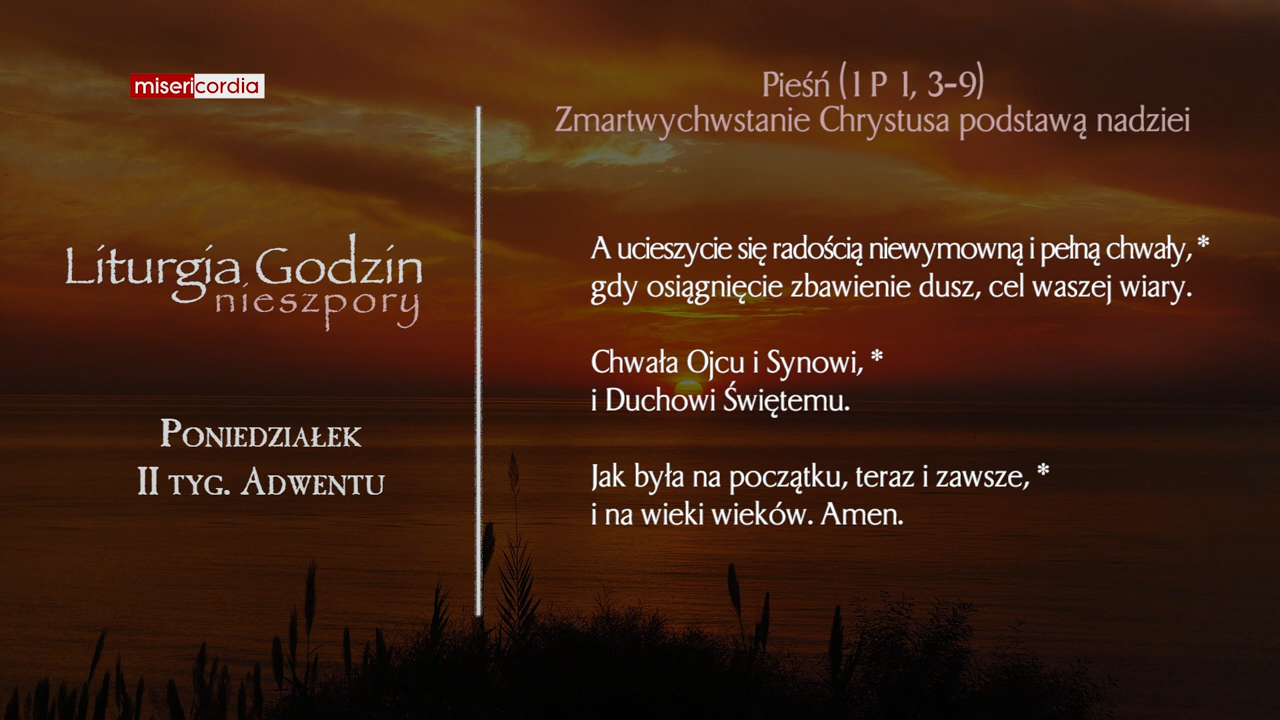 misericordia
Liturgia Godzin
nieszpory
Poniedziałek
II tyg. Adwentu
Pieśń (1 P 1, 3-9)
Zmartwychwstanie Chrystusa podstawą nadziei
A ucieszycie się radością niewymowną i pełną chwały, *
gdy osiągnięcie zbawienie dusz, cel waszej wiary.
Chwała Ojcu i Synowi, *
i Duchowi Świętemu.
Jak była na początku, teraz i zawsze, *
i na wieki wieków. Amen.